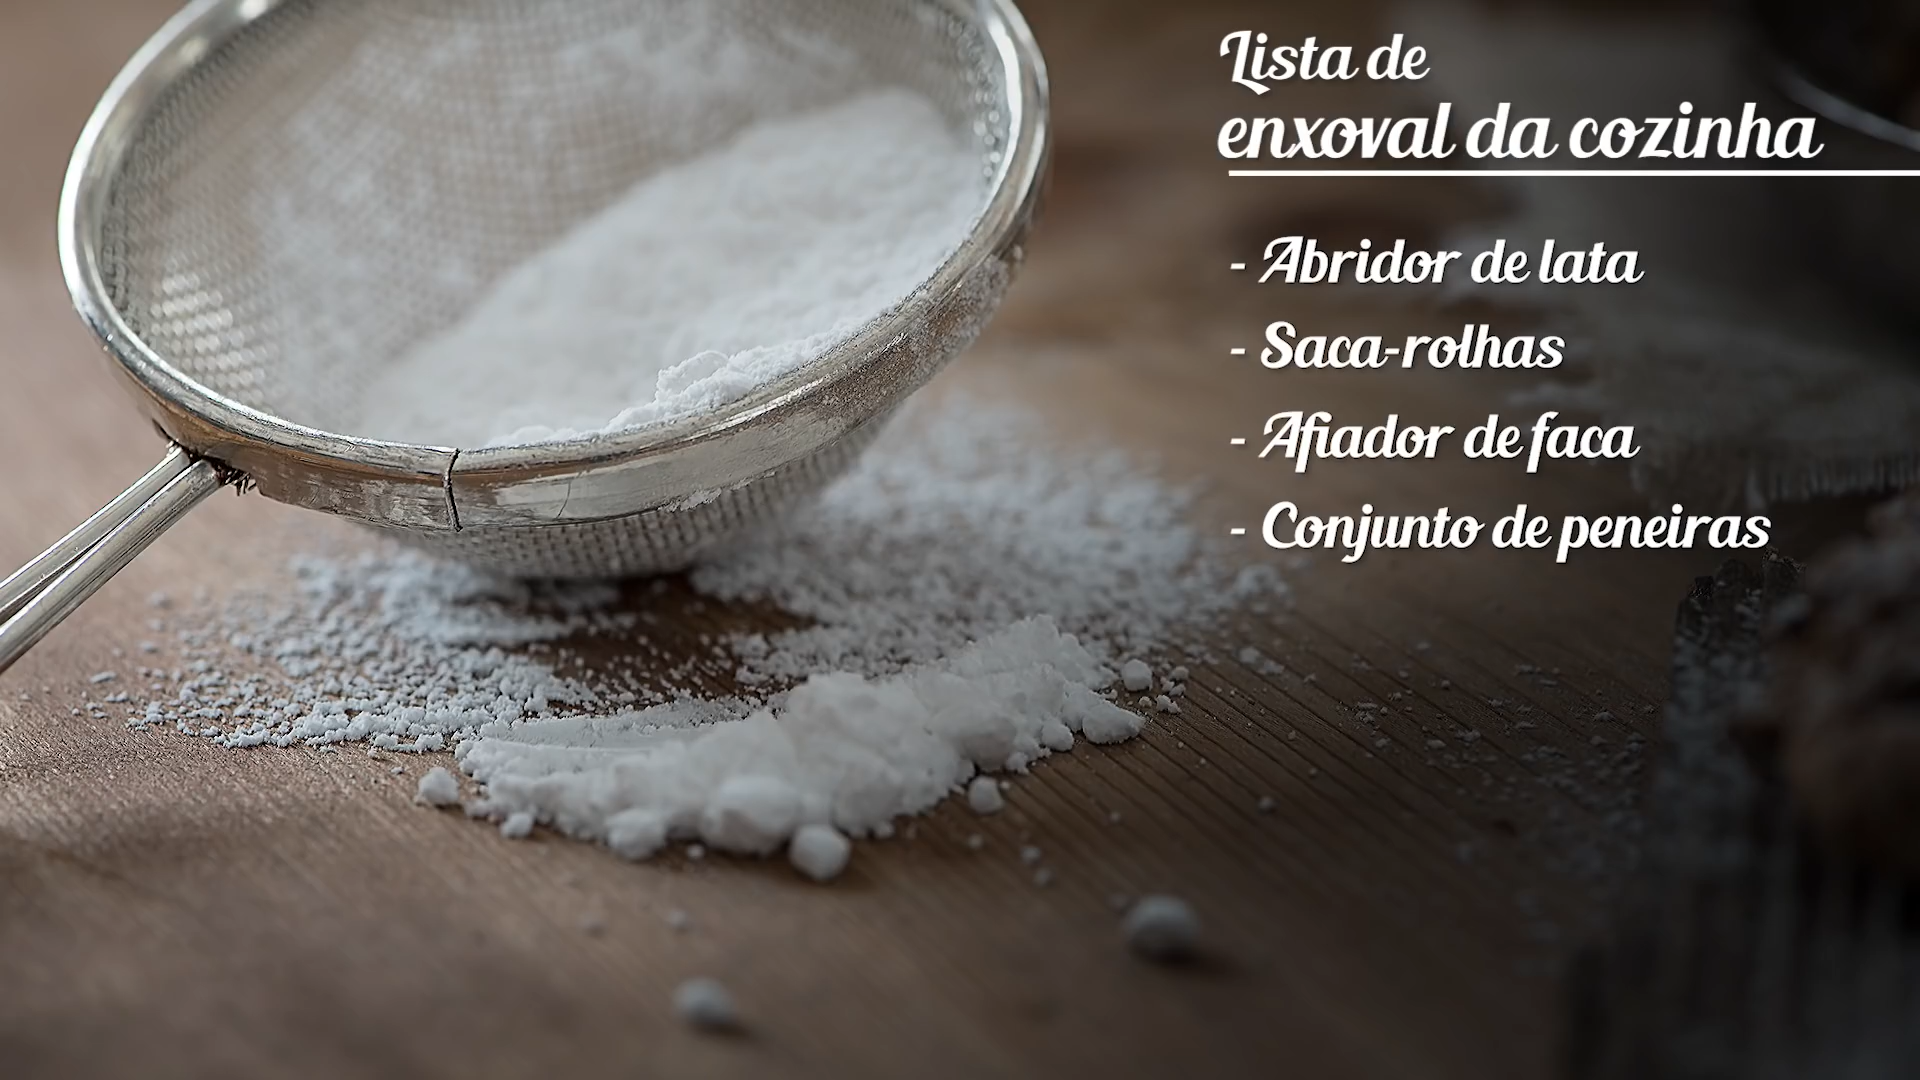 Lista de
enxoval da cozinha
- Abridor de lata
- Saca-rolhas
- Afiador de faca
- Conjunto de peneiras